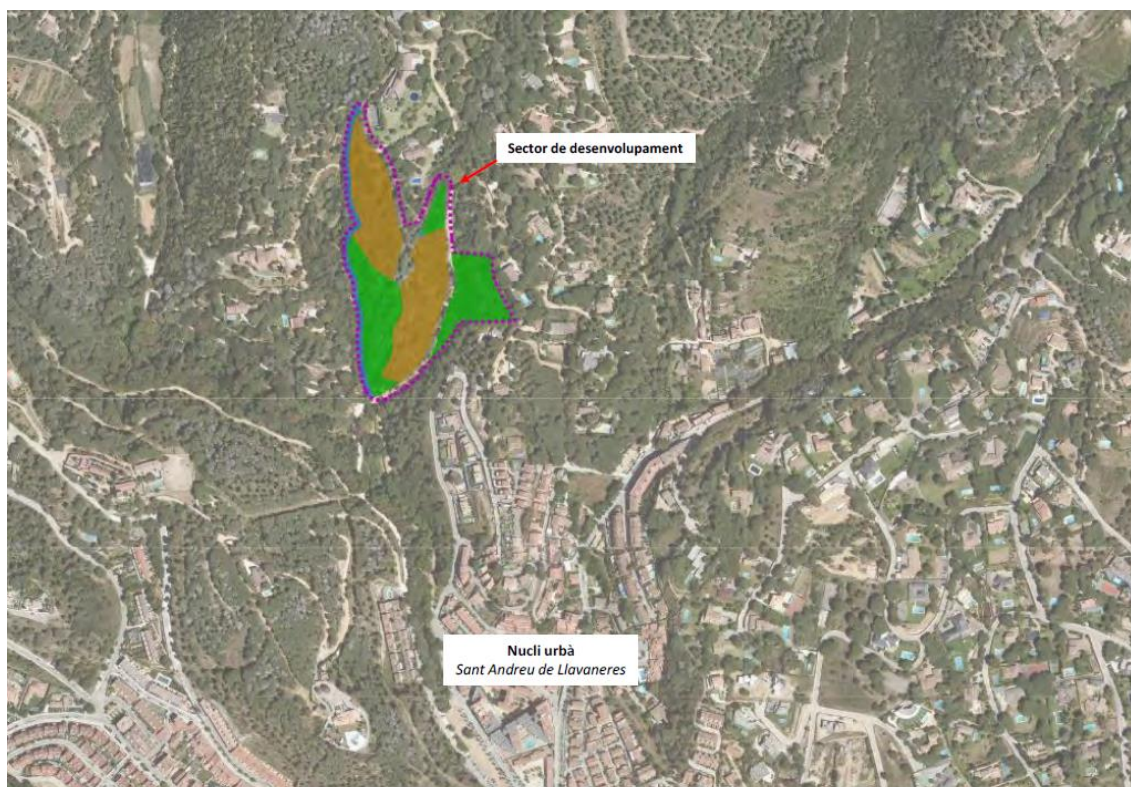 Sector de desenvolupament
Nucli urbà
Sant Andreu de Llavaneres